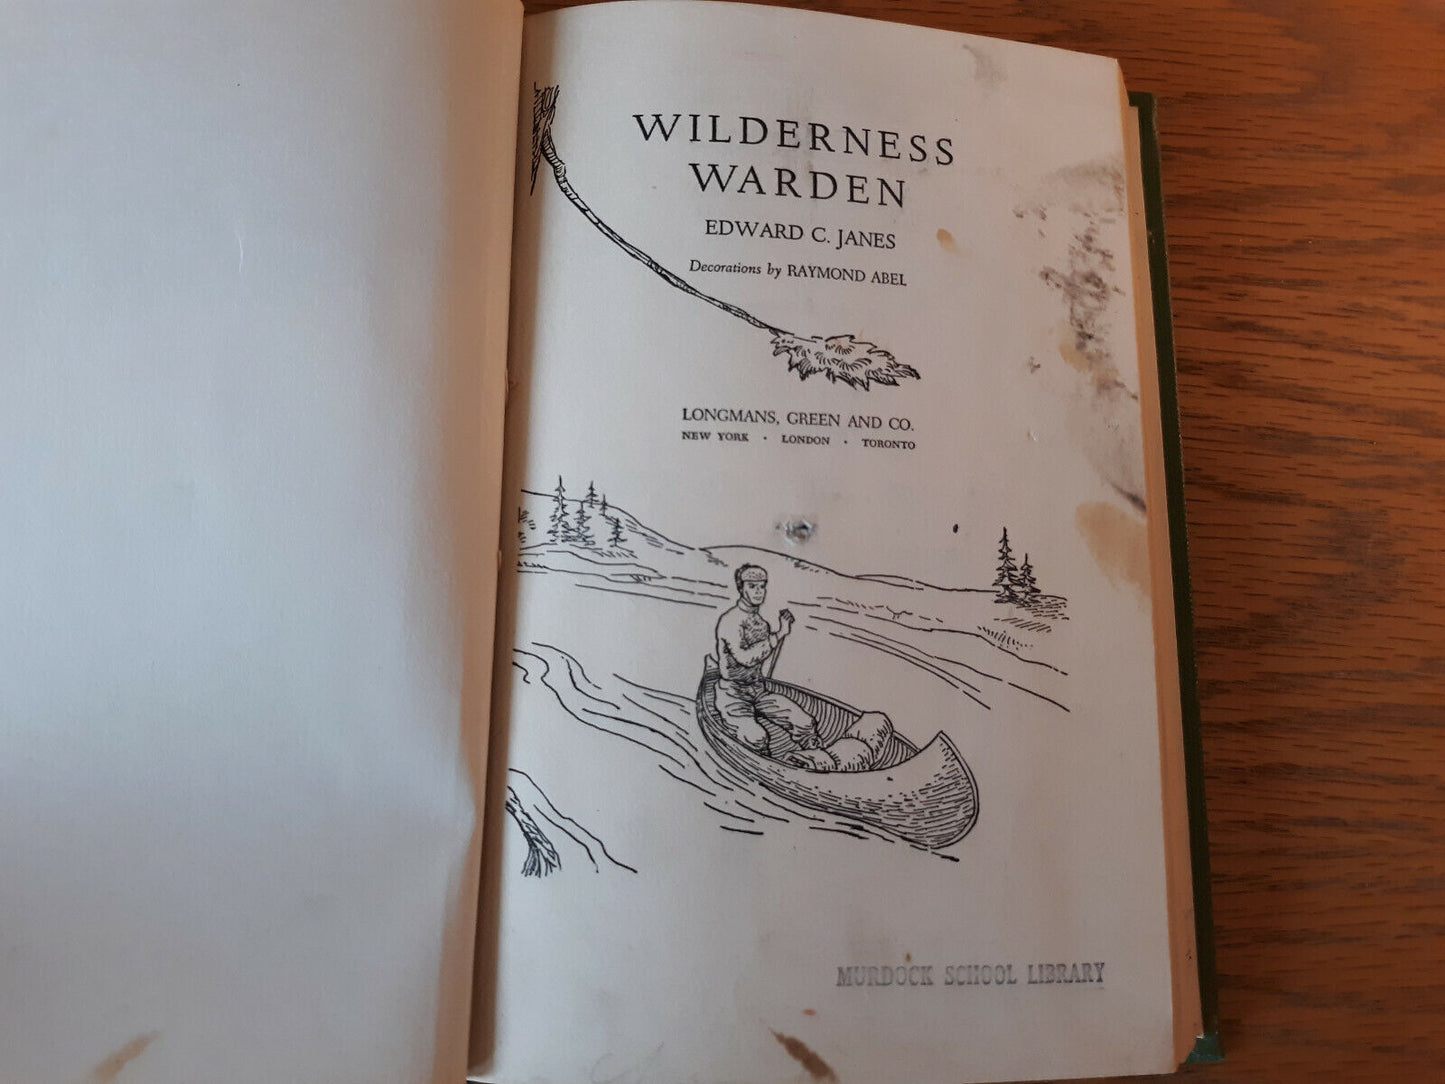 WILDERNESS
WARDEN
EDWARD C. JANES
Decorations by RAYMOND ABEL
LONGMANS, GREEN AND CO.
NEW YORK · LONDON · TORONTO
MURDOCK SCHOOL LIBRARY